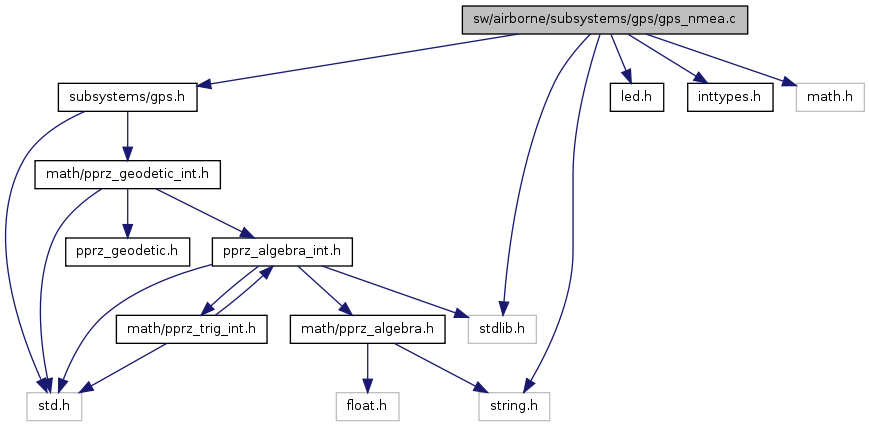 sw/airborne/subsystems/gps/gps_nmea.c
subsystems/gps.h
led.h
inttypes.h
math.h
math/pprz_geodetic_int.h
pprz_geodetic.h
pprz_algebra_int.h
math/pprz_trig_int.h
math/pprz_algebra.h
stdlib.h
std.h
float.h
string.h